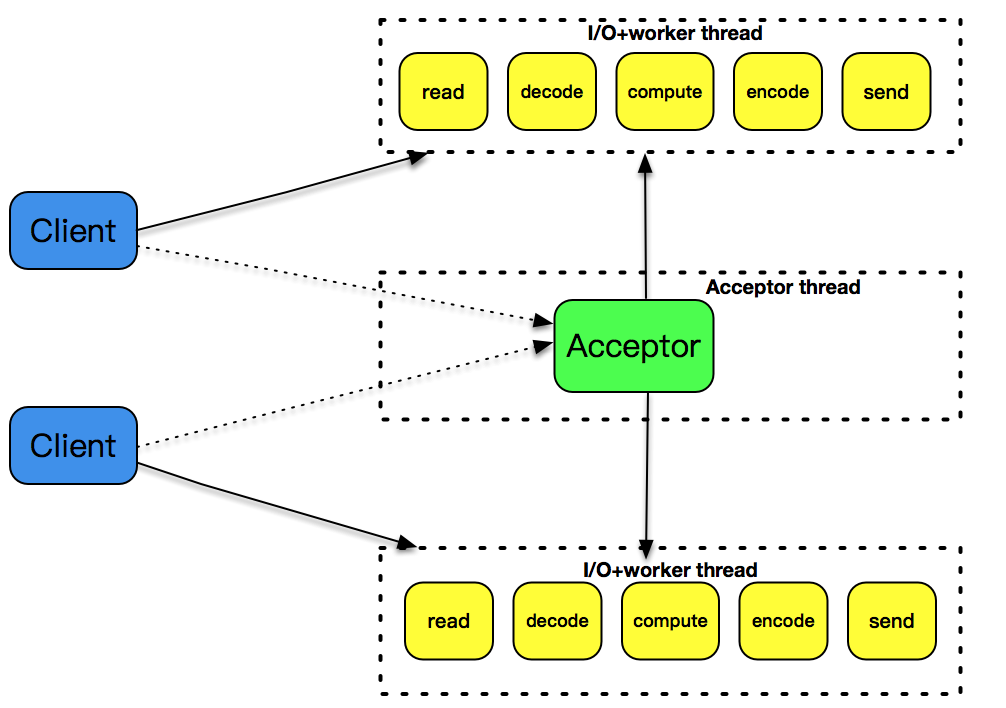 I/O+worker thread
read decode compute encode send
Client
Acceptor thread
Acceptor
Client
I/O+worker thread
read decode compute encode send